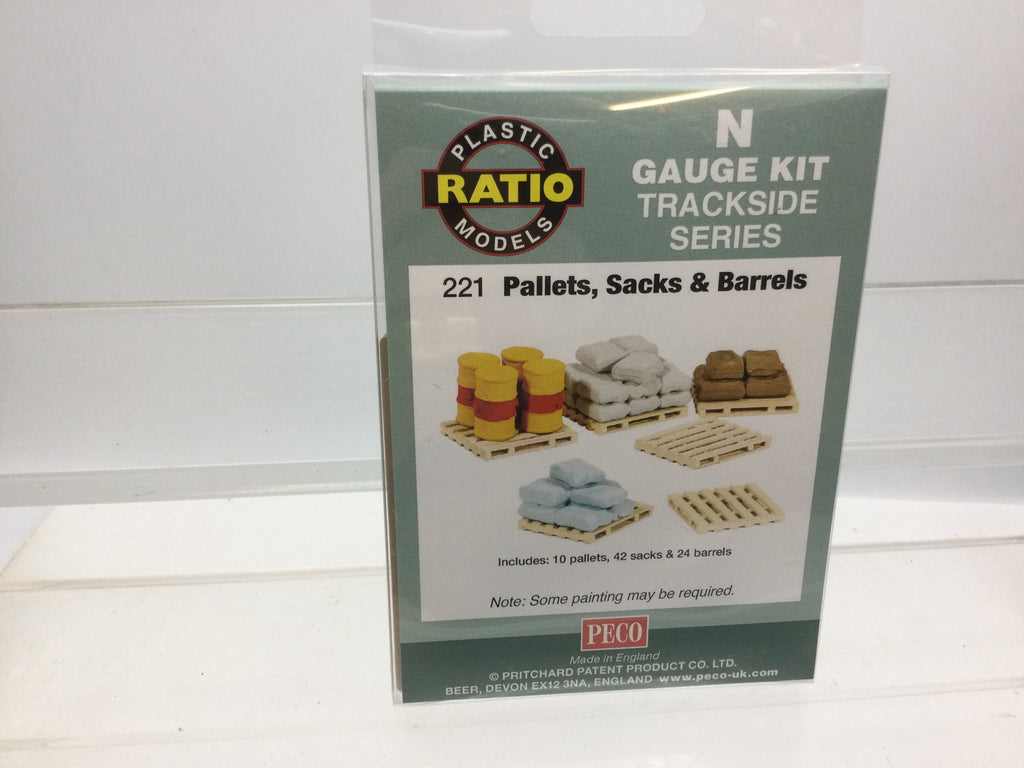 PLASTIC
RATIO
MODELS
N
GAUGE KIT
TRACKSIDE
SERIES
221 Pallets, Sacks & Barrels
Includes: 10 pallets, 42 sacks & 24 barrels
Note: Some painting may be required.
PECO
Made in England
© PRITCHARD PATENT PRODUCT CO. LTD.
BEER, DEVON EX12 3NA, ENGLAND www.peco-uk.com